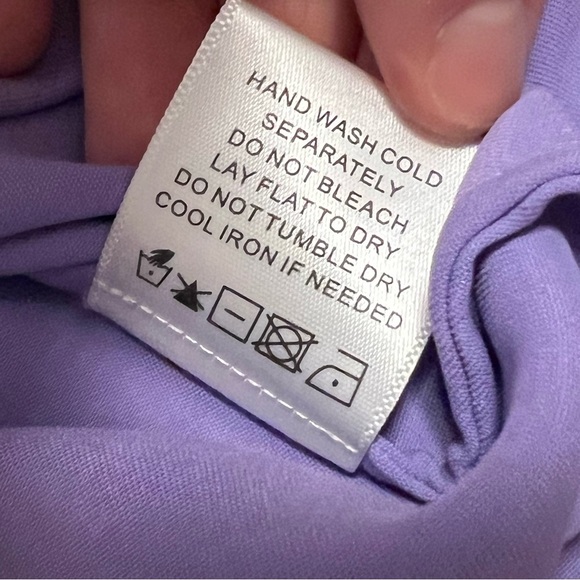 HAND WASH COLD
SEPARATELY
DO NOT BLEACH
LAY FLAT TO DRY
DO NOT TUMBLE DRY
COOL IRON IF NEEDED